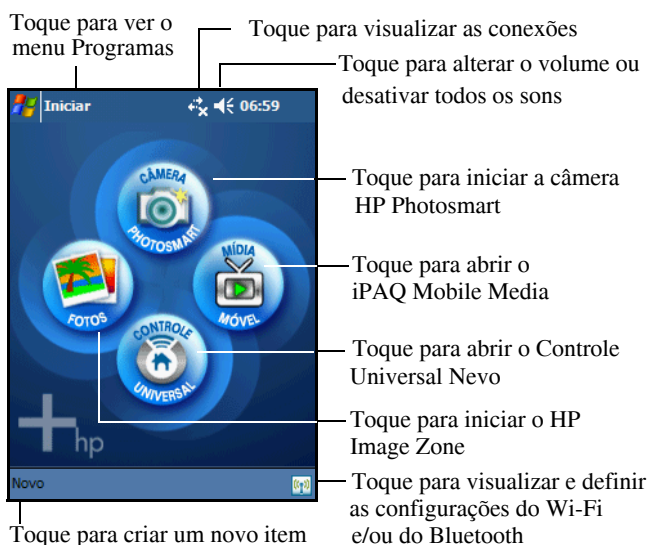 Toque para ver o
menu Programas
Toque para visualizar as conexões
Toque para alterar o volume ou
desativar todos os sons
Iniciar
06:59
CÂMERA
PHOTOSMART
Toque para iniciar a câmera
HP Photosmart
MÍDIA
MÓVEL
Toque para abrir o
iPAQ Mobile Media
FOTOS
CONTROLE
UNIVERSAL
Toque para abrir o Controle
Universal Nevo
hp
Toque para iniciar o HP
Image Zone
Novo
Toque para visualizar e definir
as configurações do Wi-Fi
e/ou do Bluetooth
Toque para criar um novo item